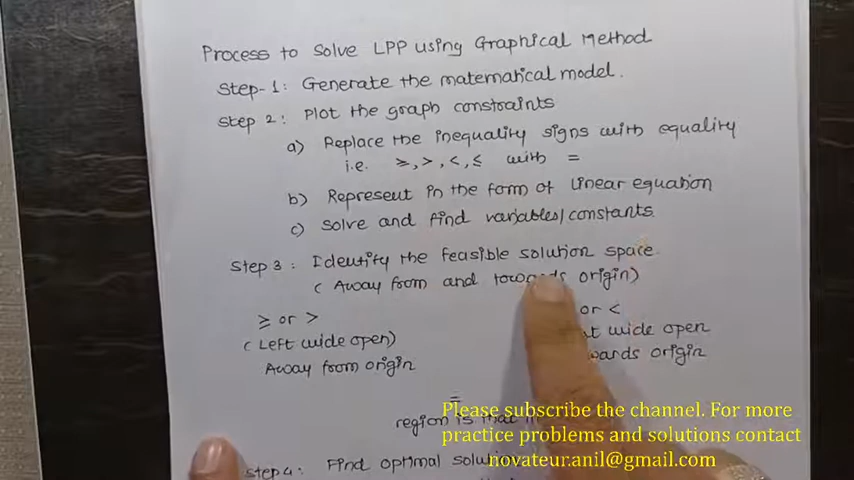 Process to Solve LPP using Graphical Method
Step-1: Generate the matematical model.
Step 2: Plot the graph constraints
a) Replace the inequality signs with equality
i.e. ≥, >, <, ≤ with =
b) Represent in the form of linear equation
c) Solve and find variables/constants.
Step 3: Identity the feasible solution space
(Away from and towards origin)
≥ or > or <
(Left wide open) wide open
Away from origin origin
=
region is that
Step 4: Find optimal
Please subscribe the channel. For more
practice problems and solutions contact
novateur.anil@gmail.com